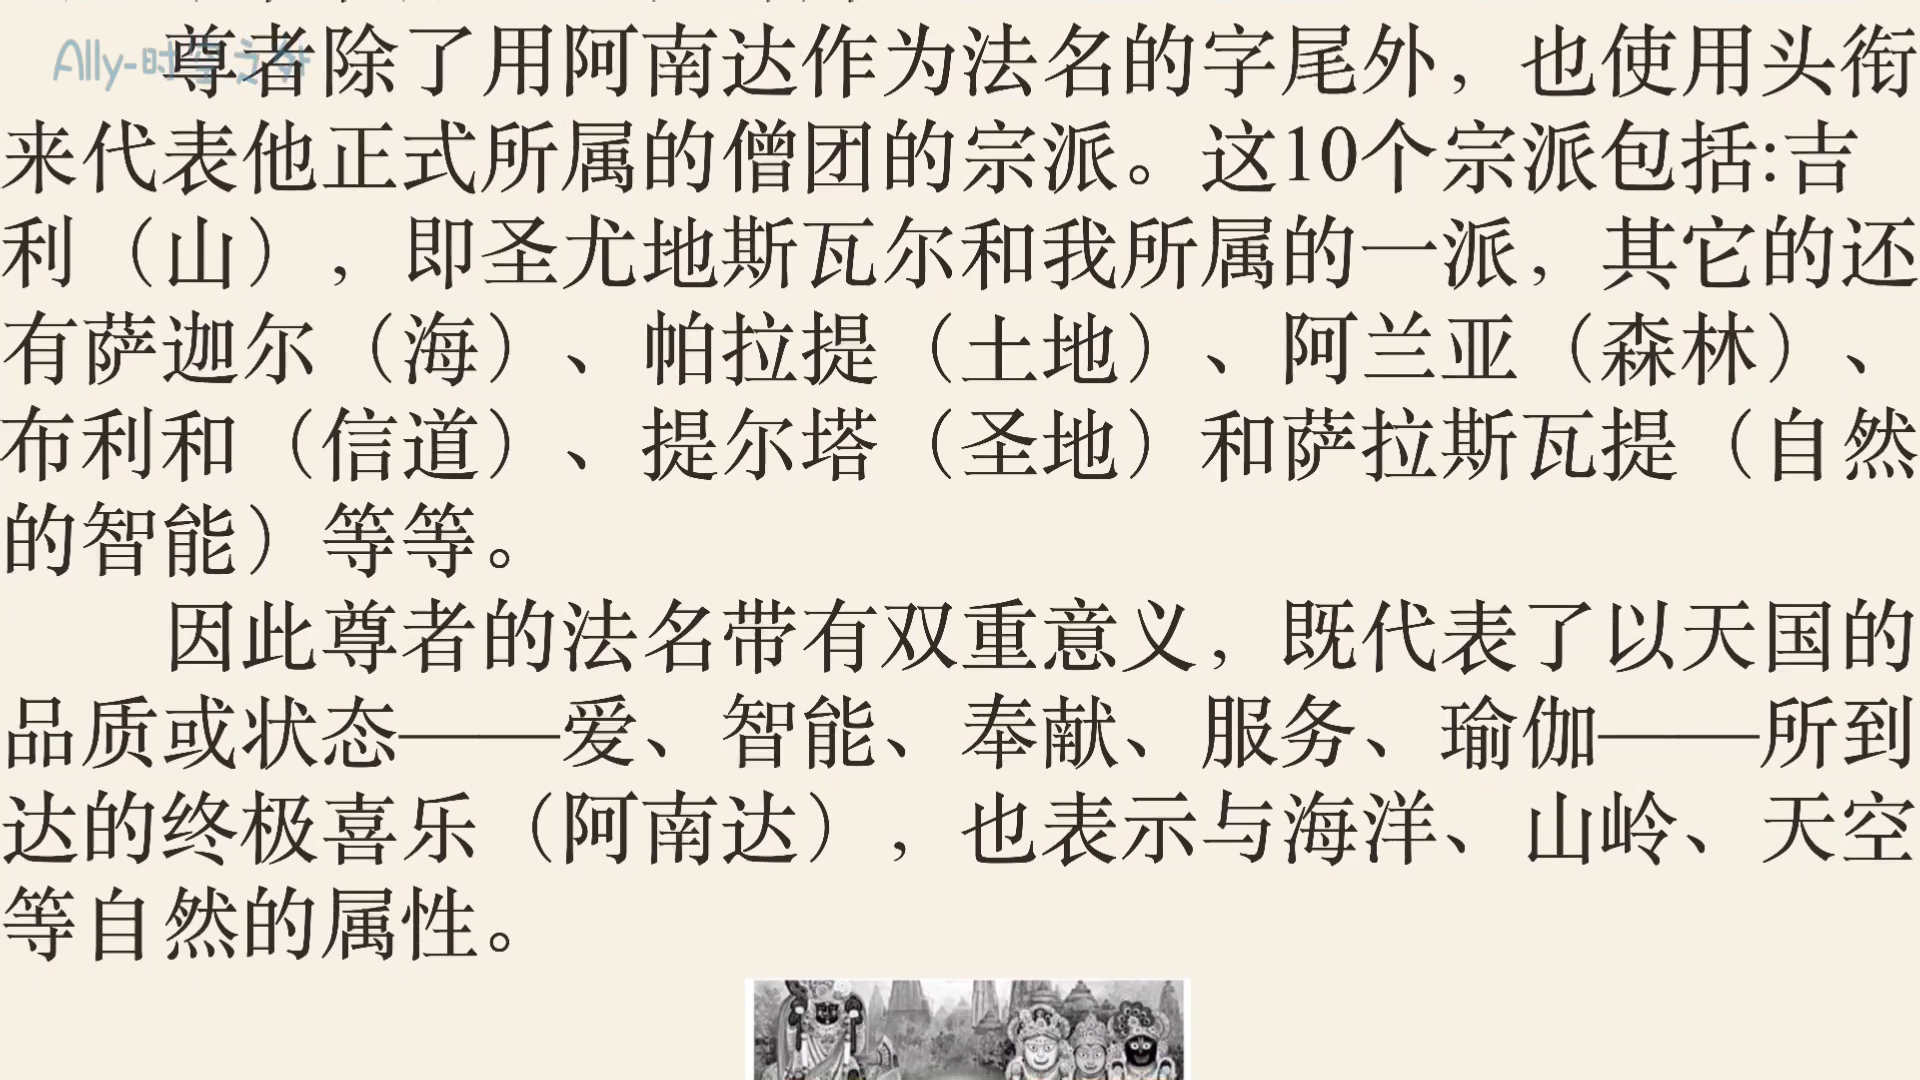 Ally-时空之外
尊者除了用阿南达作为法名的字尾外，也使用头衔
来代表他正式所属的僧团的宗派。这10个宗派包括:吉
利（山），即圣尤地斯瓦尔和我所属的一派，其它的还
有萨迦尔（海）、帕拉提（土地）、阿兰亚（森林）、
布利和（信道）、提尔塔（圣地）和萨拉斯瓦提（自然
的智能）等等。
因此尊者的法名带有双重意义，既代表了以天国的
品质或状态——爱、智能、奉献、服务、瑜伽——所到
达的终极喜乐（阿南达），也表示与海洋、山岭、天空
等自然的属性。